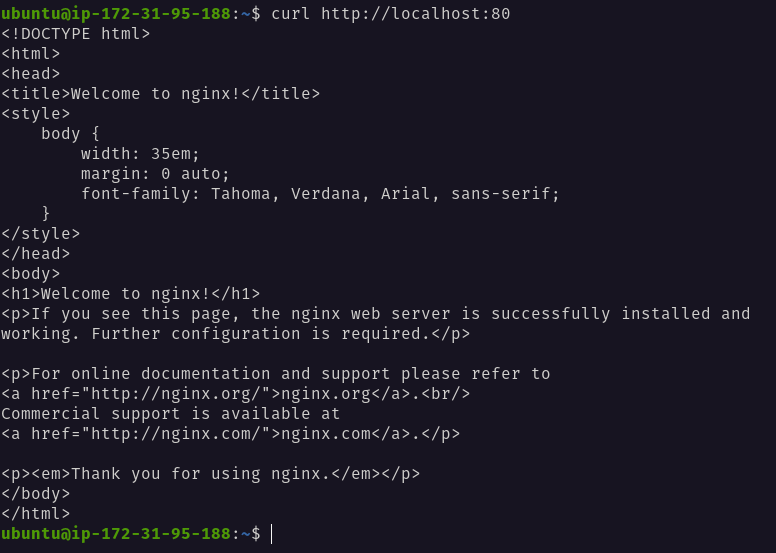 ubuntu@ip-172-31-95-188:~$ curl http://localhost:80
<!DOCTYPE html>
<html>
<head>
<title>Welcome to nginx!</title>
<style>
    body {
        width: 35em;
        margin: 0 auto;
        font-family: Tahoma, Verdana, Arial, sans-serif;
    }
</style>
</head>
<body>
<h1>Welcome to nginx!</h1>
<p>If you see this page, the nginx web server is successfully installed and
working. Further configuration is required.</p>

<p>For online documentation and support please refer to
<a href="http://nginx.org/">nginx.org</a>.<br/>
Commercial support is available at
<a href="http://nginx.com/">nginx.com</a>.</p>

<p><em>Thank you for using nginx.</em></p>
</body>
</html>
ubuntu@ip-172-31-95-188:~$